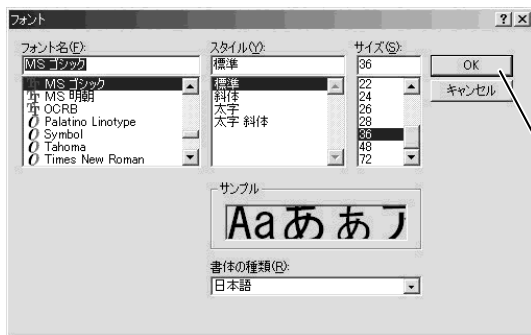 フォント
フォント名(F):
MS ゴシック
MS ゴシック
MS 明朝
OCRB
Palatino Linotype
Symbol
Tahoma
Times New Roman
スタイル(Y):
標準
標準
斜体
太字
太字 斜体
サイズ(S):
36
22
24
26
28
36
48
72
OK
キャンセル
サンプル
Aaあぁア
書体の種類(R):
日本語